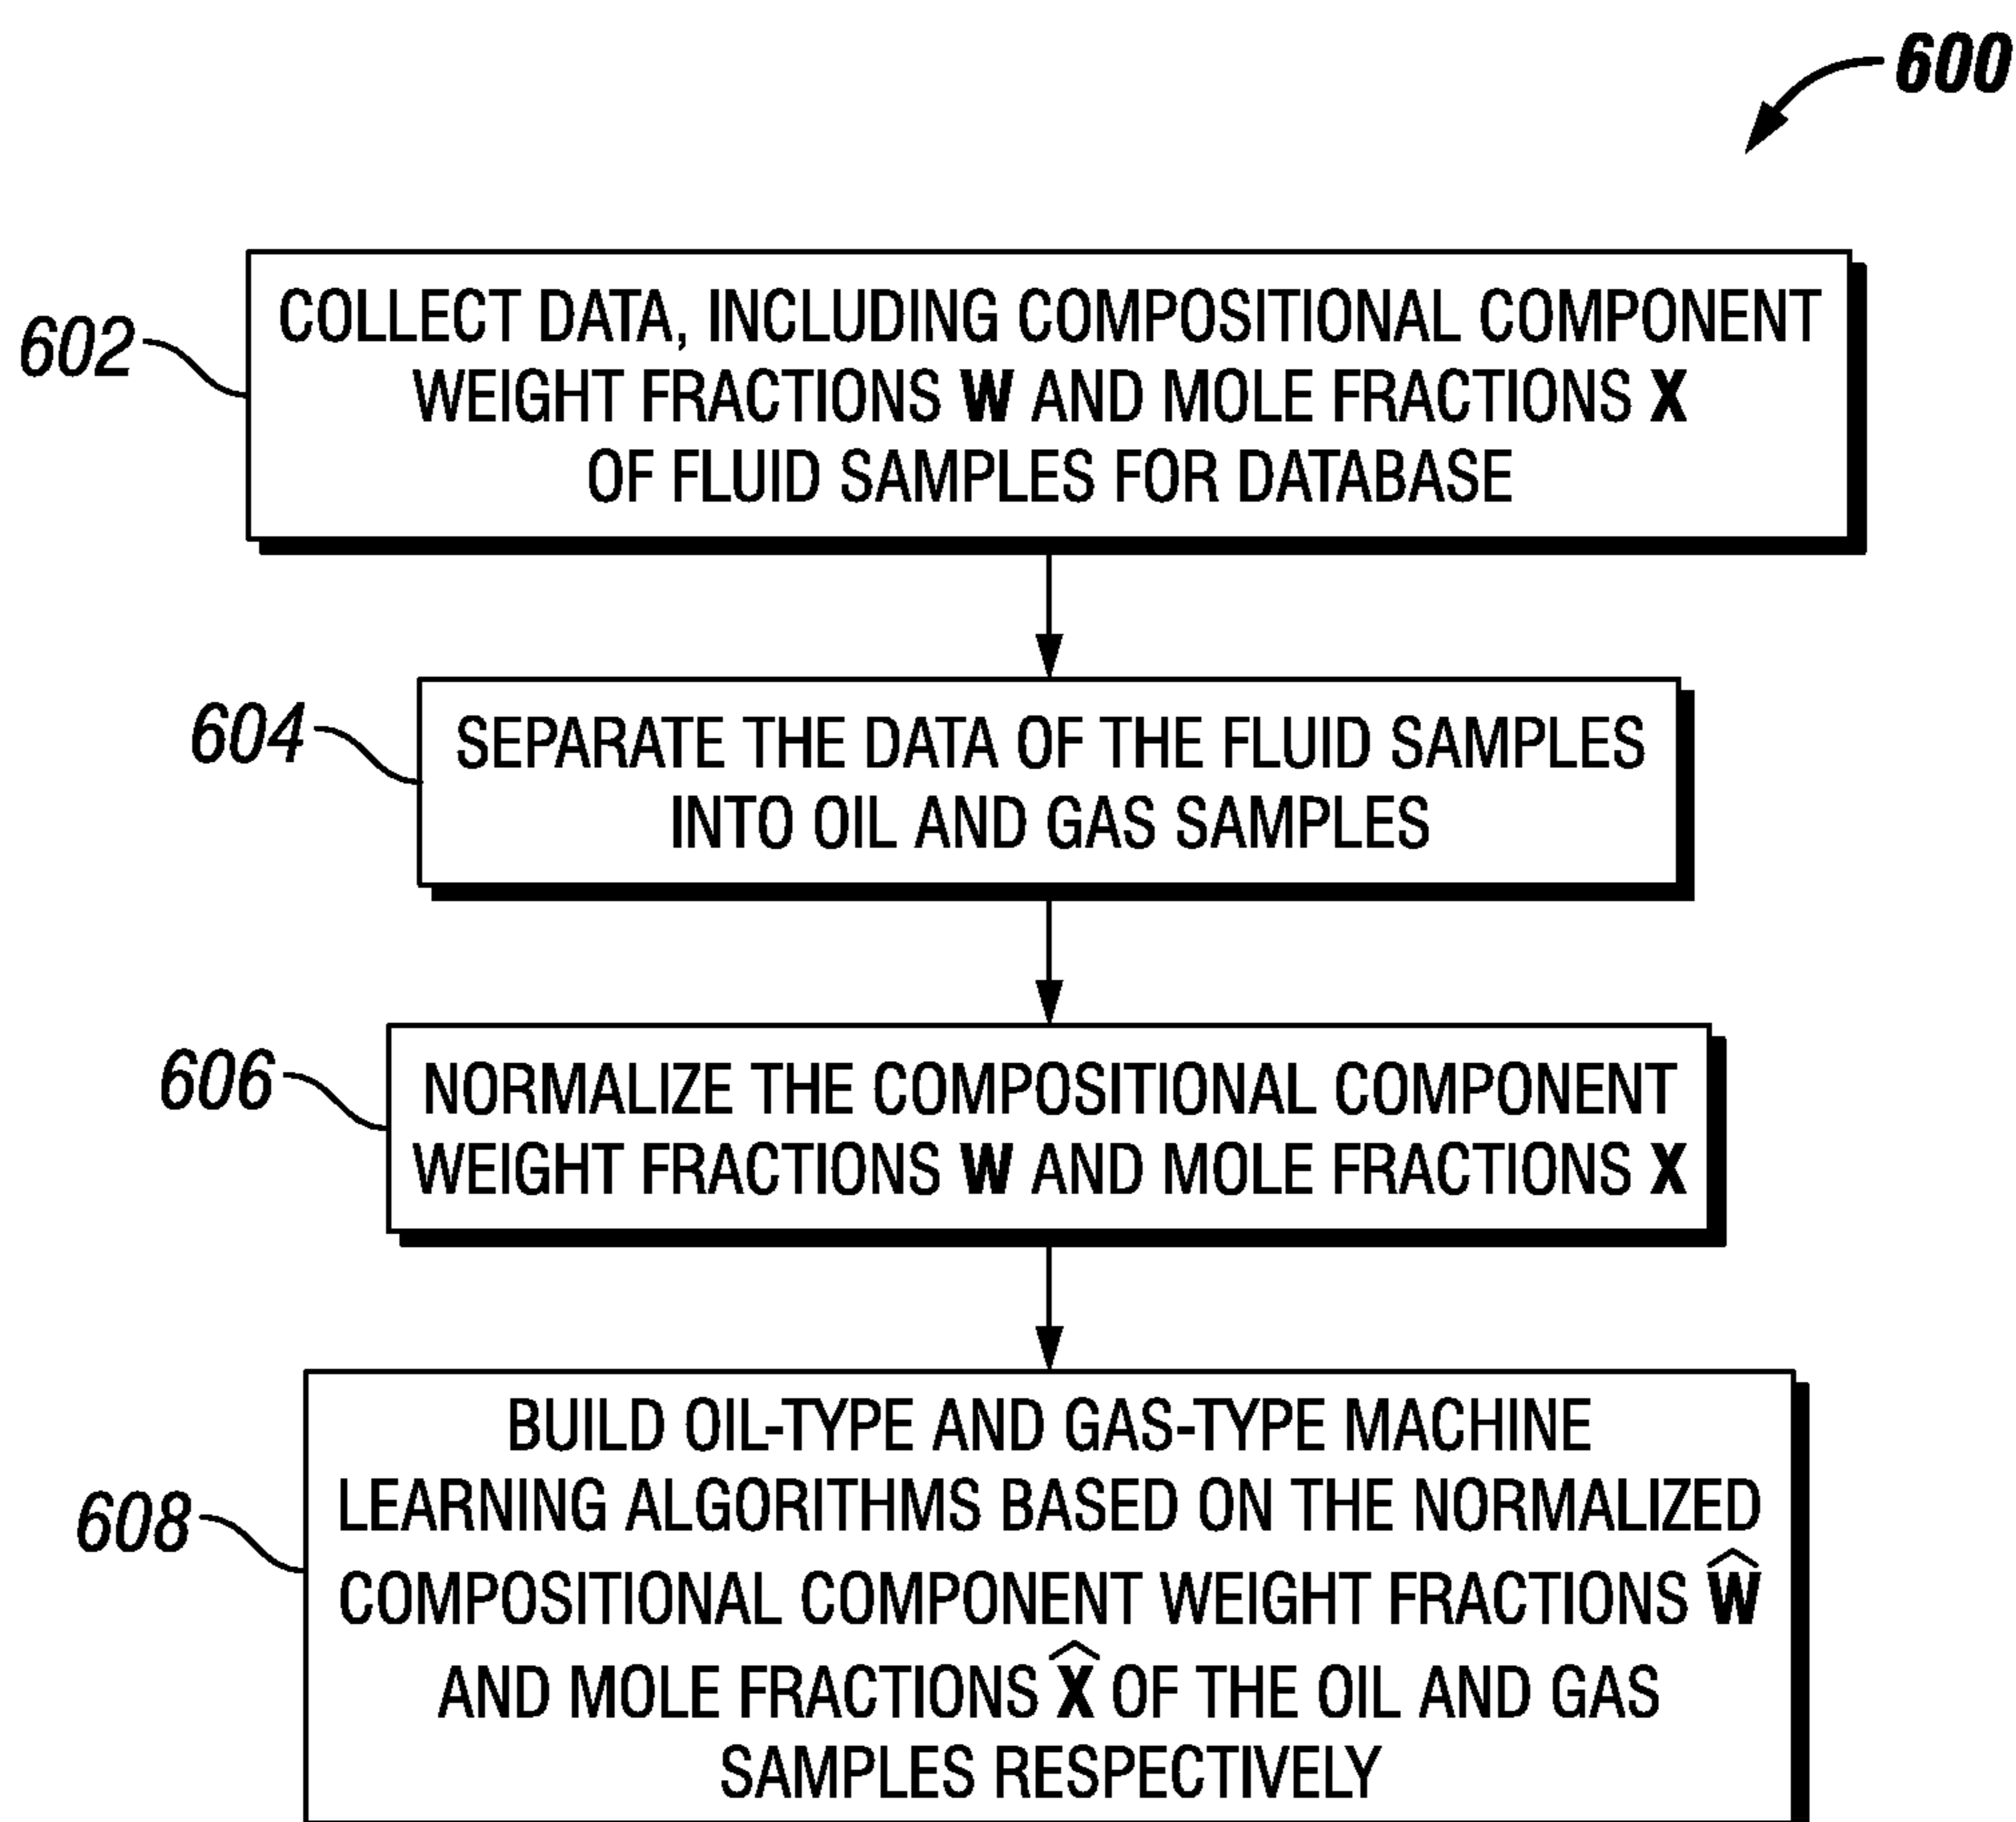 600
602
COLLECT DATA, INCLUDING COMPOSITIONAL COMPONENT
WEIGHT FRACTIONS W AND MOLE FRACTIONS X
OF FLUID SAMPLES FOR DATABASE
604
SEPARATE THE DATA OF THE FLUID SAMPLES
INTO OIL AND GAS SAMPLES
606
NORMALIZE THE COMPOSITIONAL COMPONENT
WEIGHT FRACTIONS W AND MOLE FRACTIONS X
608
BUILD OIL-TYPE AND GAS-TYPE MACHINE
LEARNING ALGORITHMS BASED ON THE NORMALIZED
COMPOSITIONAL COMPONENT WEIGHT FRACTIONS Ŵ
AND MOLE FRACTIONS X̂ OF THE OIL AND GAS
SAMPLES RESPECTIVELY